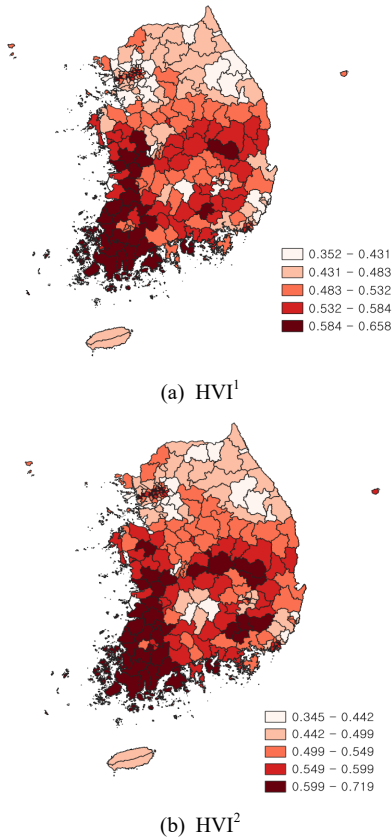 0.352 – 0.431
0.431 – 0.483
0.483 – 0.532
0.532 – 0.584
0.584 – 0.658
(a) HVI¹
0.345 – 0.442
0.442 – 0.499
0.499 – 0.549
0.549 – 0.599
0.599 – 0.719
(b) HVI²